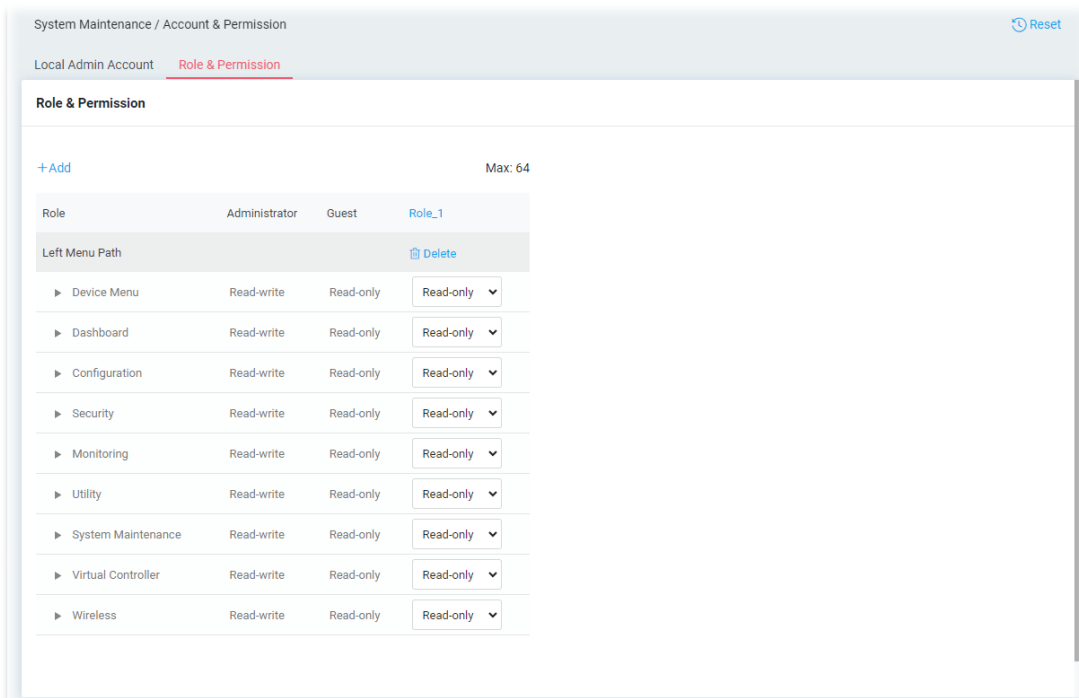 System Maintenance / Account & Permission Reset
Local Admin Account Role & Permission
Role & Permission
+Add Max: 64
Role Administrator Guest Role_1
Left Menu Path Delete
Device Menu Read-write Read-only Read-only
Dashboard Read-write Read-only Read-only
Configuration Read-write Read-only Read-only
Security Read-write Read-only Read-only
Monitoring Read-write Read-only Read-only
Utility Read-write Read-only Read-only
System Maintenance Read-write Read-only Read-only
Virtual Controller Read-write Read-only Read-only
Wireless Read-write Read-only Read-only